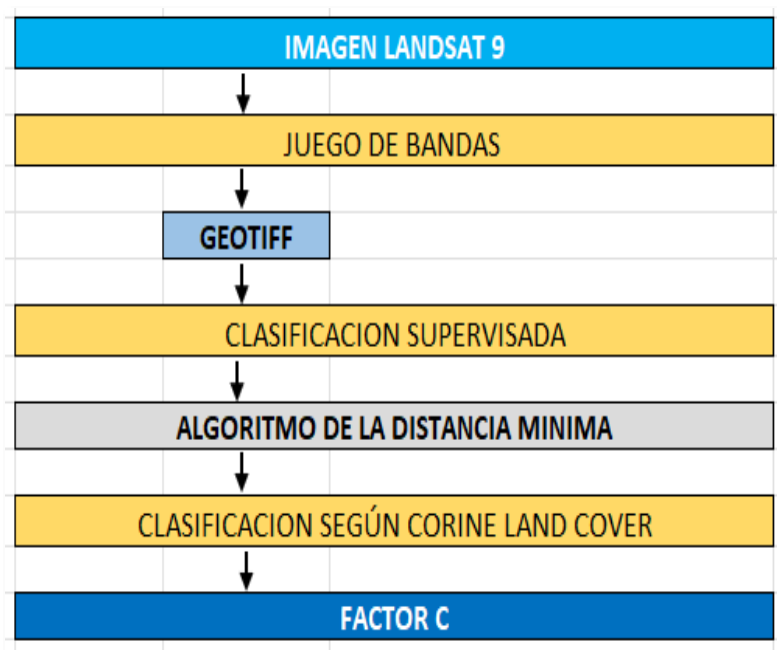 IMAGEN LANDSAT 9
JUEGO DE BANDAS
GEOTIFF
CLASIFICACION SUPERVISADA
ALGORITMO DE LA DISTANCIA MINIMA
CLASIFICACION SEGÚN CORINE LAND COVER
FACTOR C